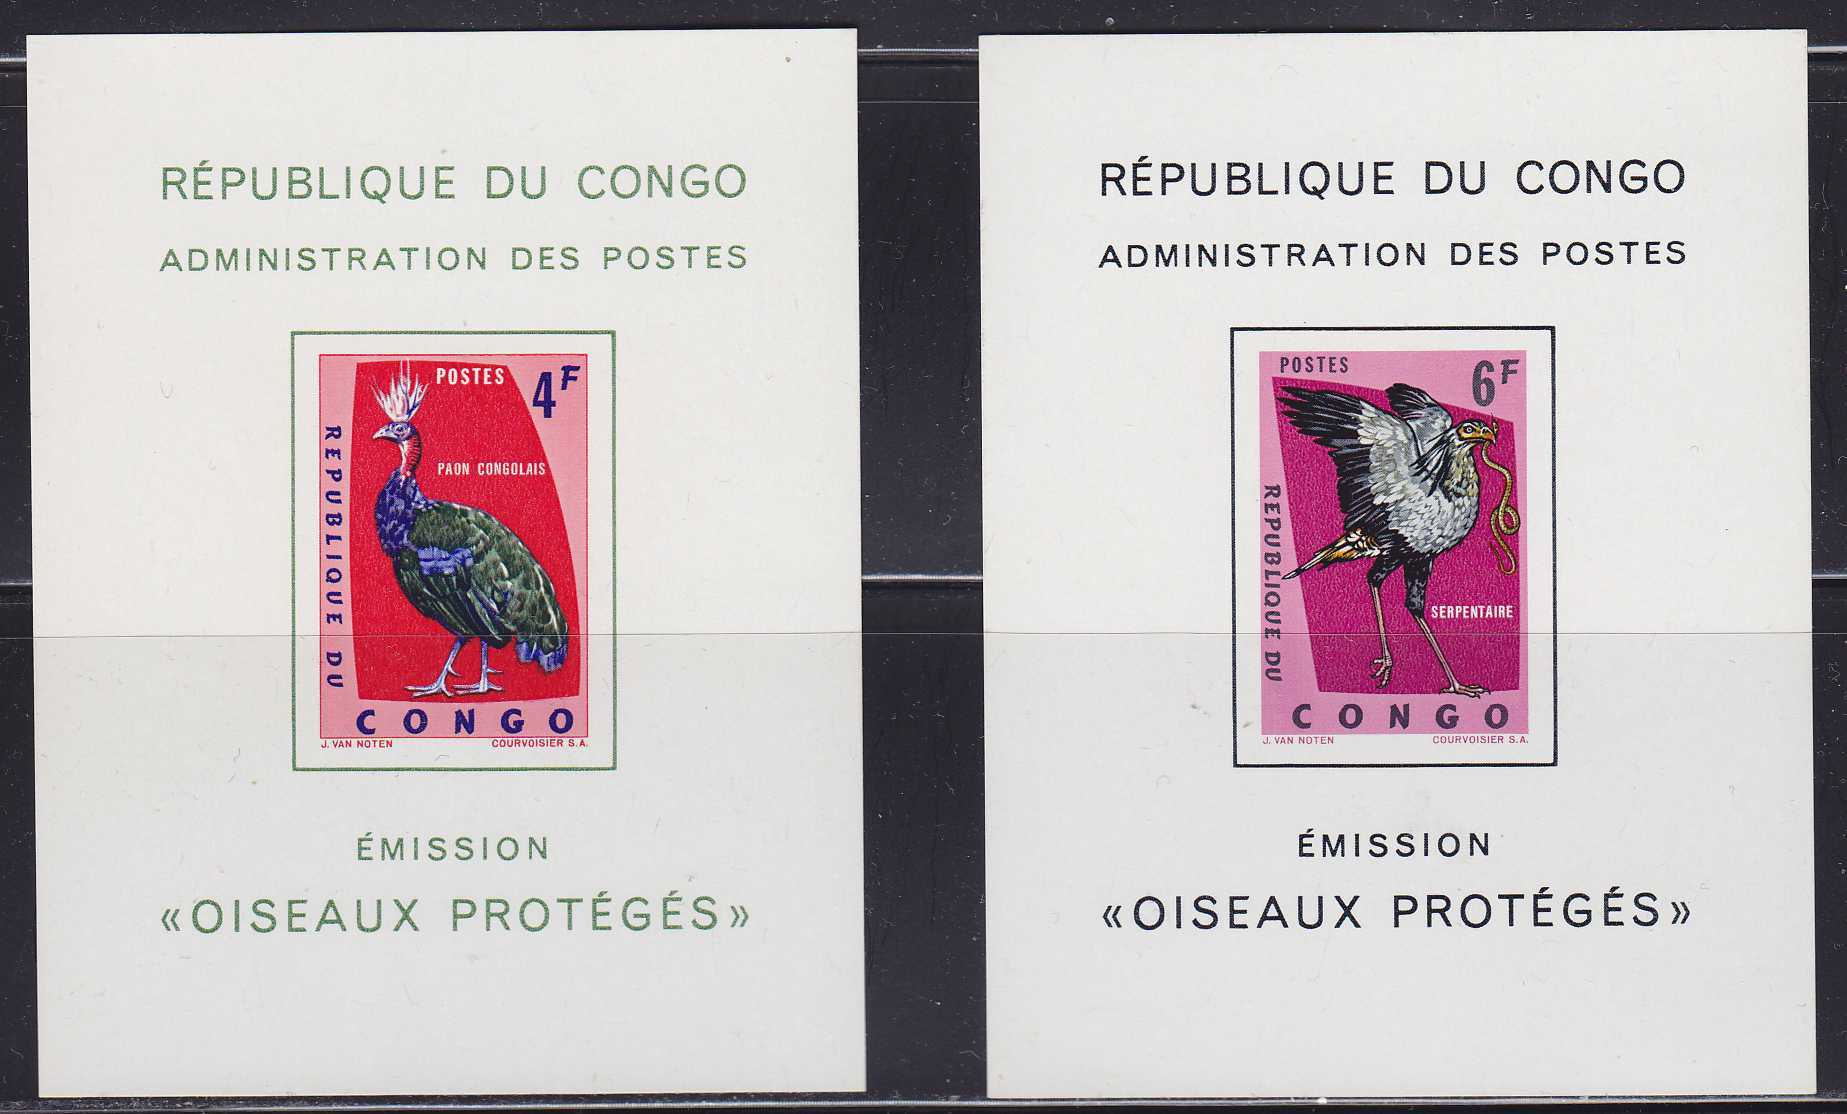 RÉPUBLIQUE DU CONGO
ADMINISTRATION DES POSTES
POSTES 4F
PAON CONGOLAIS
REPUBLIQUE DU
CONGO
J. VAN NOTEN COURVOISIER S.A.
ÉMISSION
«OISEAUX PROTÉGÉS»
RÉPUBLIQUE DU CONGO
ADMINISTRATION DES POSTES
POSTES 6F
REPUBLIQUE DU
SERPENTAIRE
CONGO
J. VAN NOTEN COURVOISIER S.A.
ÉMISSION
«OISEAUX PROTÉGÉS»